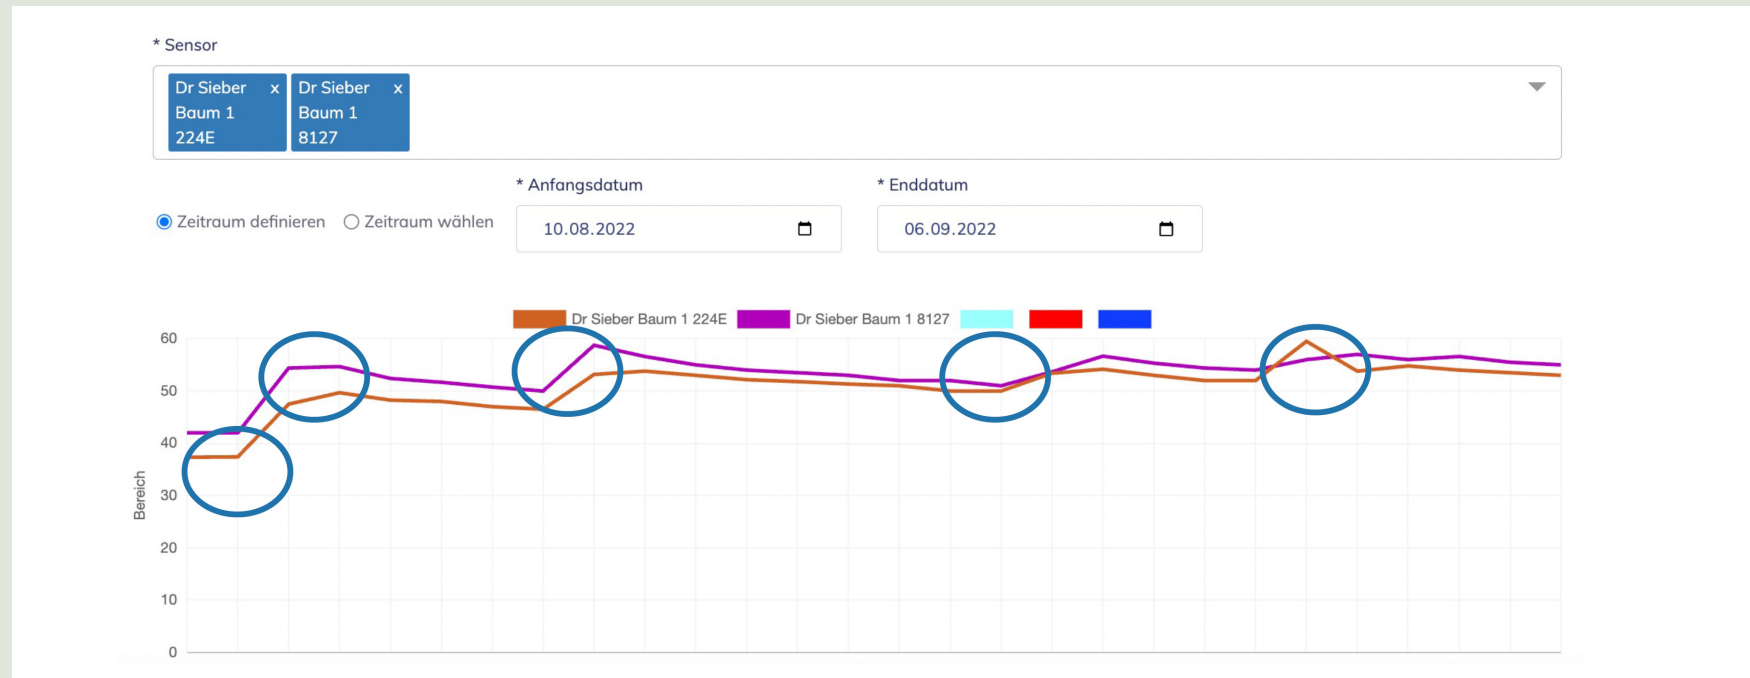 * Sensor
Dr Sieber x Dr Sieber x
Baum 1 Baum 1
224E 8127
* Anfangsdatum * Enddatum
Zeitraum definieren Zeitraum wählen 10.08.2022 06.09.2022
Dr Sieber Baum 1 224E Dr Sieber Baum 1 8127
60
50
40
30
20
10
0
Bereich